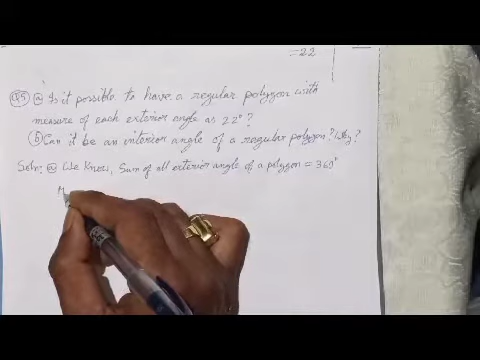 =22
Q5 a Is it possible to have a regular polygon with
measure of each exterior angle as 22°?
b Can it be an interior angle of a regular polygon? Why?
Soln: a We know, Sum of all exterior angle of a polygon = 360°